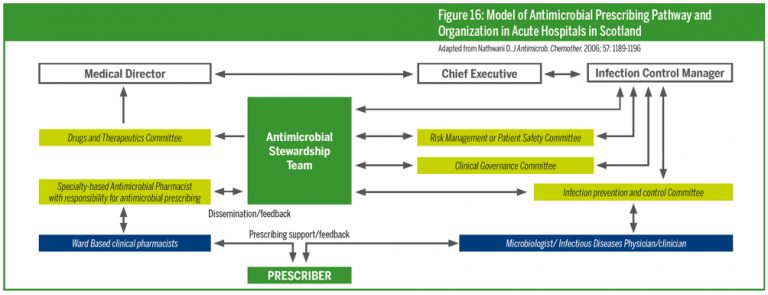 Figure 16: Model of Antimicrobial Prescribing Pathway and
Organization in Acute Hospitals in Scotland
Adapted from Nathwani D. J Antimicrob. Chemother. 2006; 57: 1189-1196
Medical Director
Chief Executive
Infection Control Manager
Antimicrobial
Stewardship
Team
Drugs and Therapeutics Committee
Risk Management or Patient Safety Committee
Clinical Governance Committee
Specialty-based Antimicrobial Pharmacist
with responsibility for antimicrobial prescribing
Infection prevention and control Committee
Dissemination/feedback
Ward Based clinical pharmacists
Prescribing support/feedback
Microbiologist/ Infectious Diseases Physician/clinician
PRESCRIBER